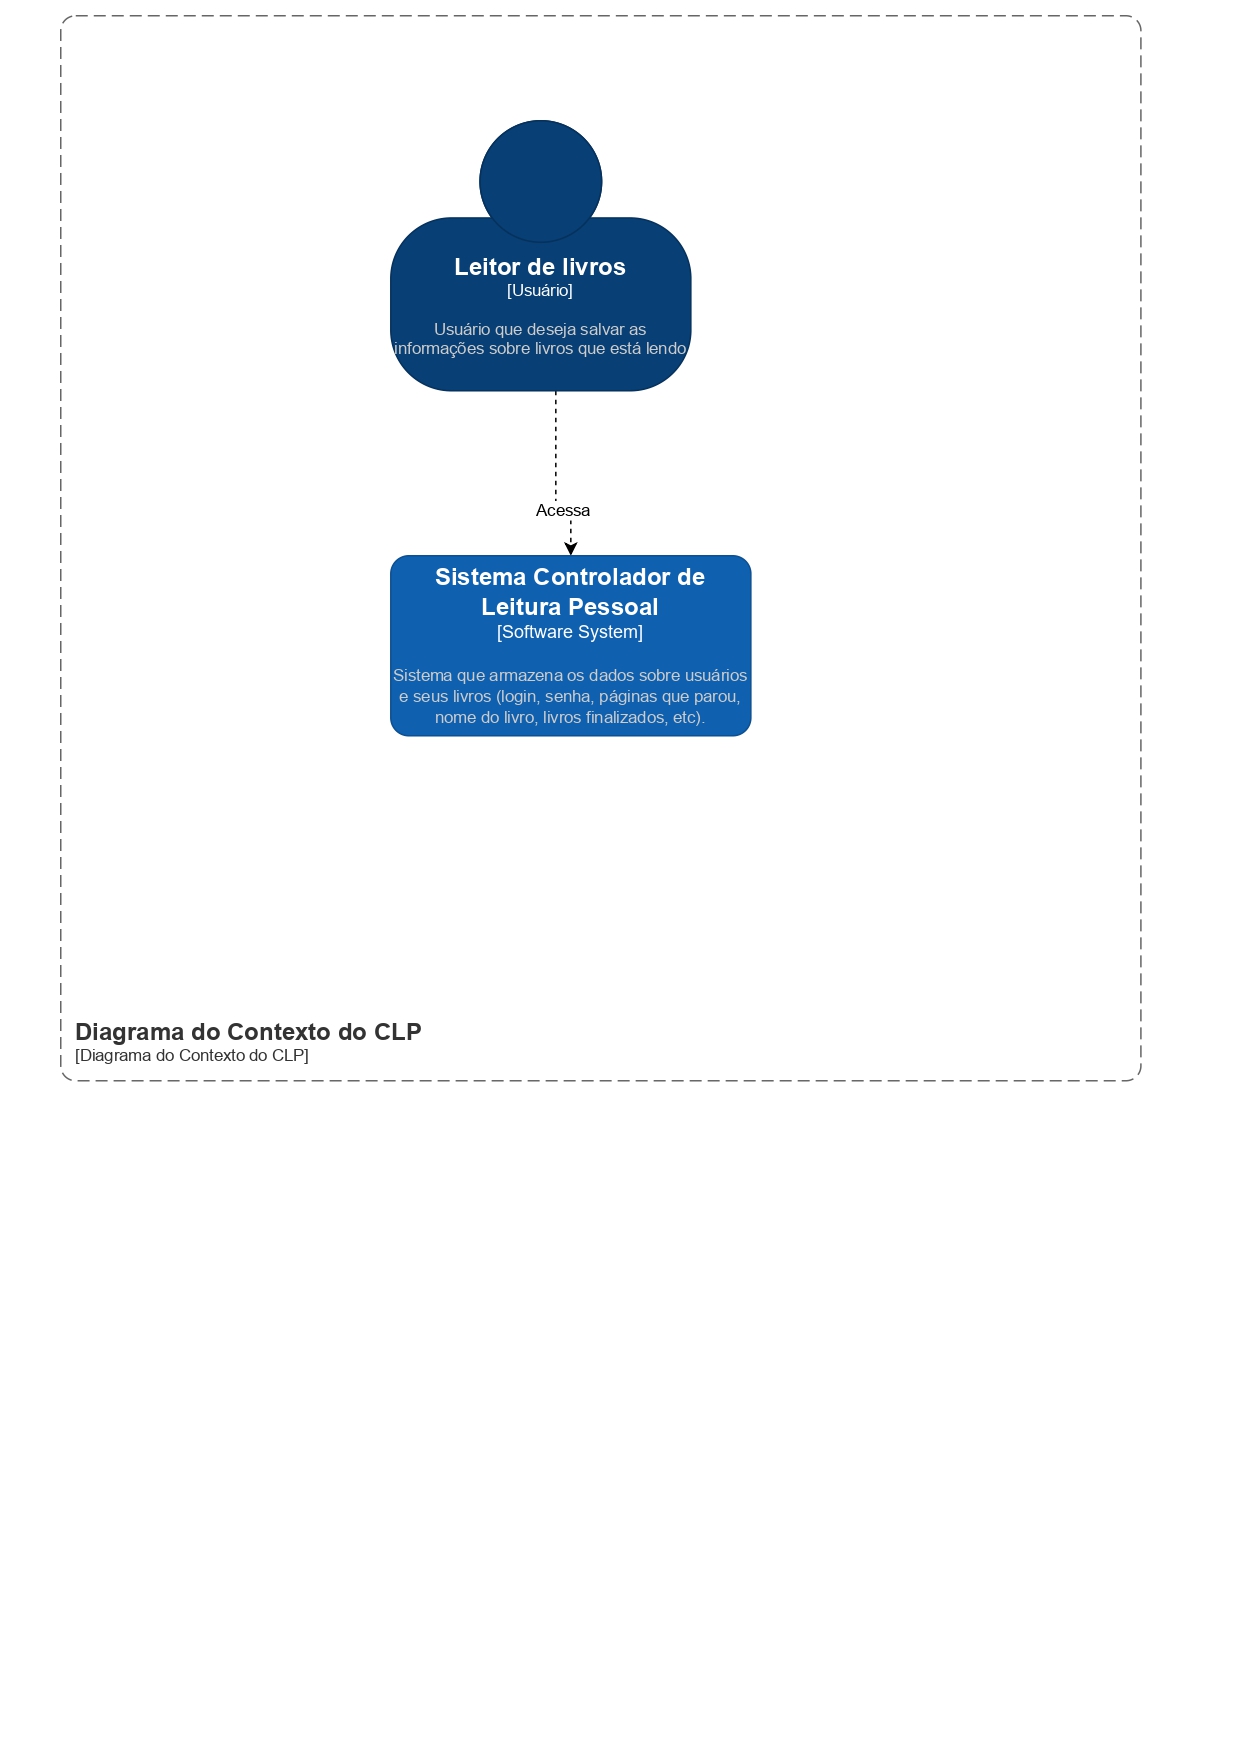 Leitor de livros
[Usuário]
Usuário que deseja salvar as
informações sobre livros que está lendo
Acessa
Sistema Controlador de
Leitura Pessoal
[Software System]
Sistema que armazena os dados sobre usuários
e seus livros (login, senha, páginas que parou,
nome do livro, livros finalizados, etc).
Diagrama do Contexto do CLP
[Diagrama do Contexto do CLP]